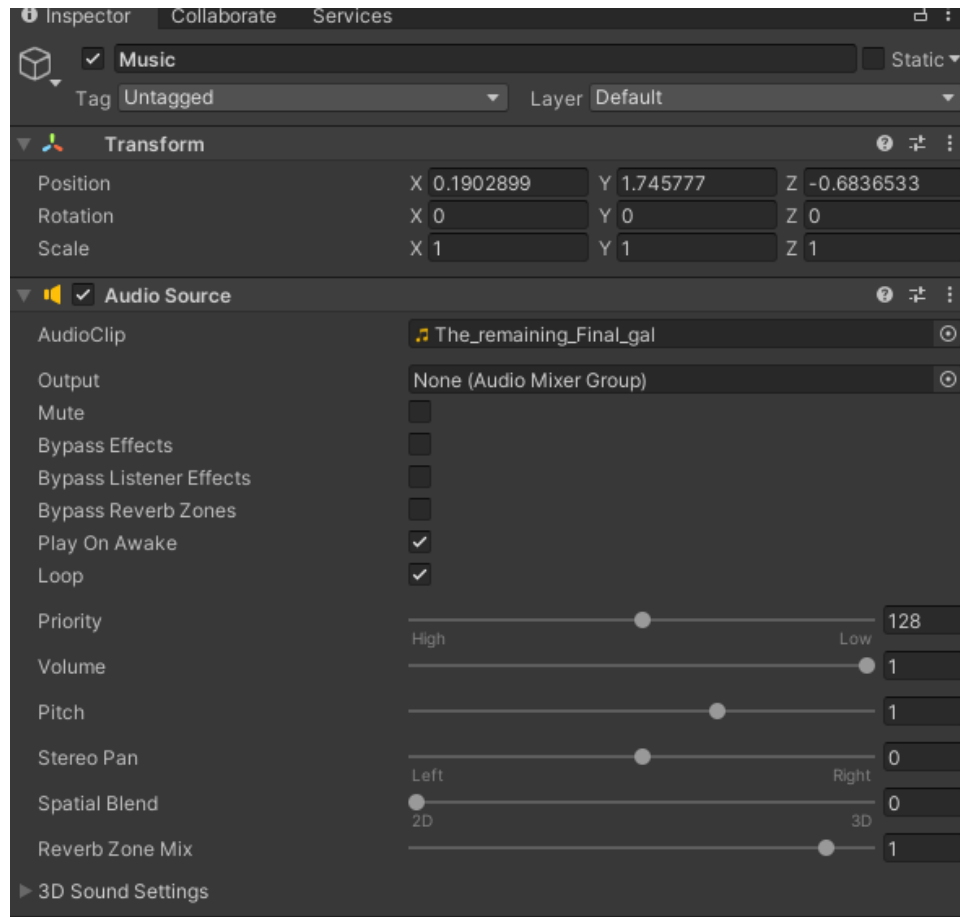 Inspector Collaborate Services
Music Static
Tag Untagged Layer Default
Transform
Position X 0.1902899 Y 1.745777 Z -0.6836533
Rotation X 0 Y 0 Z 0
Scale X 1 Y 1 Z 1
Audio Source
AudioClip The_remaining_Final_gal
Output None (Audio Mixer Group)
Mute
Bypass Effects
Bypass Listener Effects
Bypass Reverb Zones
Play On Awake
Loop
Priority 128
High Low
Volume 1
Pitch 1
Stereo Pan 0
Left Right
Spatial Blend 0
2D 3D
Reverb Zone Mix 1
3D Sound Settings